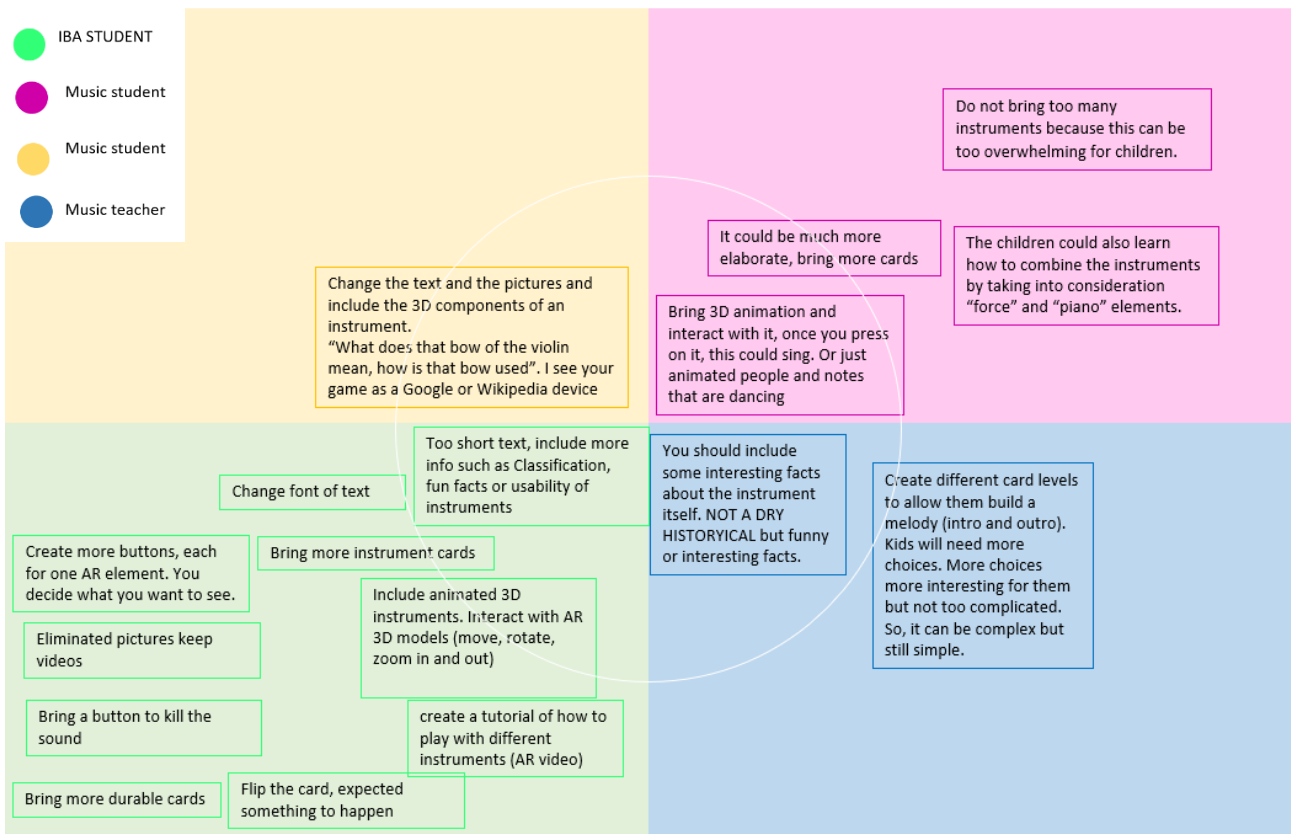 IBA STUDENT
Music student
Music student
Music teacher
Do not bring too many
instruments because this can be
too overwhelming for children.
It could be much more
elaborate, bring more cards
The children could also learn
how to combine the instruments
by taking into consideration
“force” and “piano” elements.
Change the text and the pictures and
include the 3D components of an
instrument.
“What does that bow of the violin
mean, how is that bow used”. I see your
game as a Google or Wikipedia device
Bring 3D animation and
interact with it, once you press
on it, this could sing. Or just
animated people and notes
that are dancing
Too short text, include more
info such as Classification,
fun facts or usability of
instruments
Change font of text
Create more buttons, each
for one AR element. You
decide what you want to see.
Bring more instrument cards
Include animated 3D
instruments. Interact with AR
3D models (move, rotate,
zoom in and out)
Eliminated pictures keep
videos
Bring a button to kill the
sound
create a tutorial of how to
play with different
instruments (AR video)
Bring more durable cards
Flip the card, expected
something to happen
You should include
some interesting facts
about the instrument
itself. NOT A DRY
HISTORYICAL but funny
or interesting facts.
Create different card levels
to allow them build a
melody (intro and outro).
Kids will need more
choices. More choices
more interesting for them
but not too complicated.
So, it can be complex but
still simple.